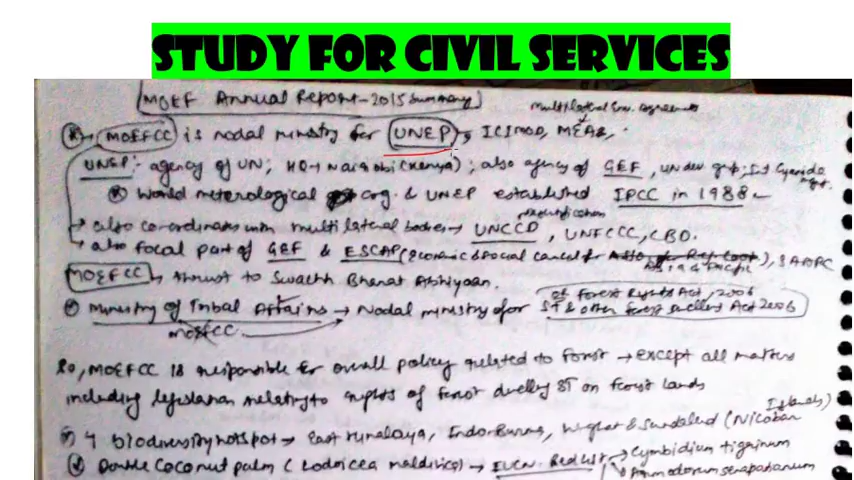 STUDY FOR CIVIL SERVICES
MOEF Annual Report-2015 Summary
multilateral Env. Agreements
MOEFCC is nodal ministry for UNEP, ICIMOD, MEAs,
UNEP: agency of UN; HQ→Nairobi (Kenya); also agency of GEF, under
World meterological org & UNEP established IPCC in 1988
desertification
→ also co-ordinates with multilateral bodies→ UNCCD, UNFCCC, CBD.
→ also focal part of GEF & ESCAP (economic & social for Asia & Pacific), SAARC
MOEFCC → thrust to Swachh Bharat Abhiyaan.
of Forest Rights Act, 2006
Ministry of Tribal Affairs → Nodal ministry for ST & other forest dwellers Act 2006
MOEFCC
So, MOEFCC is responsible for overall policy related to forest → except all matters
including legislation relating to rights of forest dwelling ST on forest lands
4 biodiversity hotspot → East Himalaya, Indo-Burma, W.ghat & Sundaland (Nicobar Islands)
Double Coconut palm (Lodoicea maldivica) → IUCN Red List → Cymbidium tigrinum